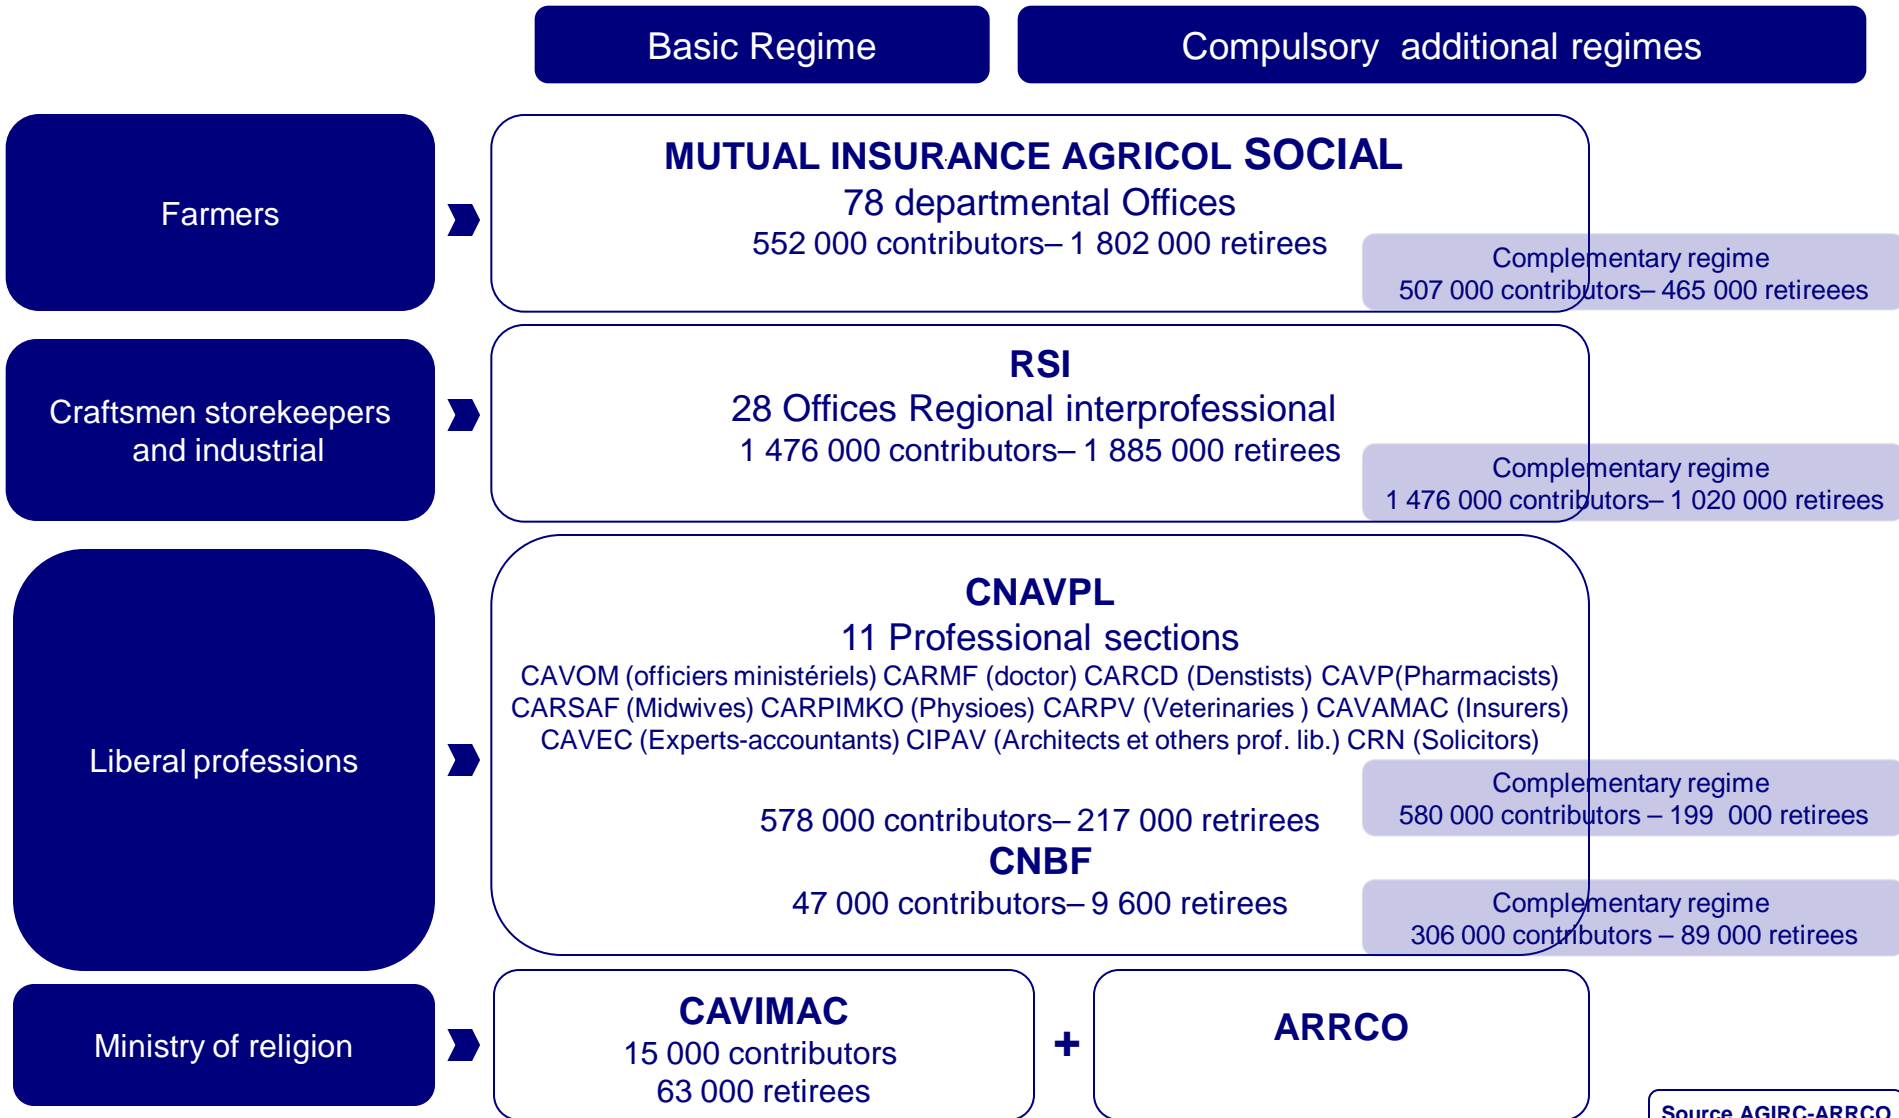 Basic Regime
Compulsory additional regimes
Farmers
MUTUAL INSURANCE AGRICOL SOCIAL
78 departmental Offices
552 000 contributors– 1 802 000 retirees
Complementary regime
507 000 contributors– 465 000 retireees
Craftsmen storekeepers
and industrial
RSI
28 Offices Regional interprofessional
1 476 000 contributors– 1 885 000 retirees
Complementary regime
1 476 000 contributors– 1 020 000 retirees
Liberal professions
CNAVPL
11 Professional sections
CAVOM (officiers ministériels) CARMF (doctor) CARCD (Denstists) CAVP(Pharmacists)
CARSAF (Midwives) CARPIMKO (Physioes) CARPV (Veterinaries ) CAVAMAC (Insurers)
CAVEC (Experts-accountants) CIPAV (Architects et others prof. lib.) CRN (Solicitors)
578 000 contributors– 217 000 retrirees
Complementary regime
580 000 contributors – 199 000 retirees
CNBF
47 000 contributors– 9 600 retirees
Complementary regime
306 000 contributors – 89 000 retirees
Ministry of religion
CAVIMAC
15 000 contributors
63 000 retirees
+
ARRCO
Source AGIRC-ARRCO